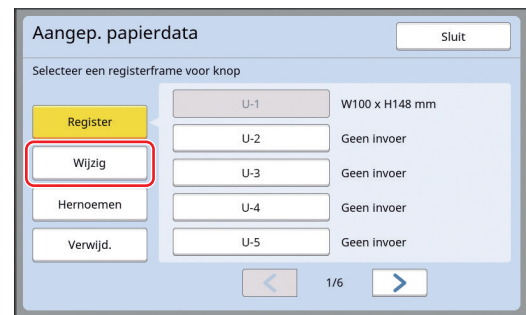 Aangep. papierdata
Sluit
Selecteer een registerframe voor knop
Register
Wijzig
Hernoemen
Verwijd.
U-1 W100 x H148 mm
U-2 Geen invoer
U-3 Geen invoer
U-4 Geen invoer
U-5 Geen invoer
1/6